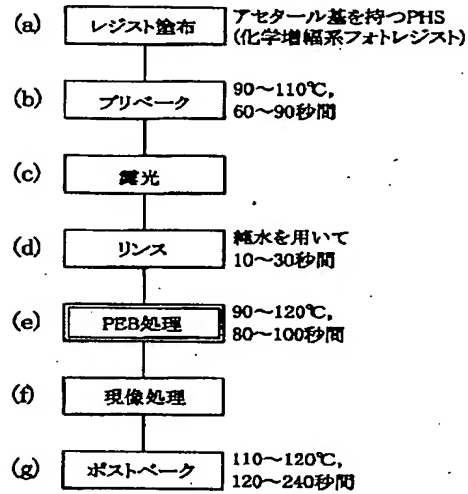 (a) レジスト塗布 アセタール基を持つPHS
(化学増幅系フォトレジスト)
(b) プリベーク 90～110℃,
60～90秒間
(c) 露光
(d) リンス 純水を用いて
10～30秒間
(e) PEB処理 90～120℃,
80～100秒間
(f) 現像処理
(g) ポストベーク 110～120℃,
120～240秒間